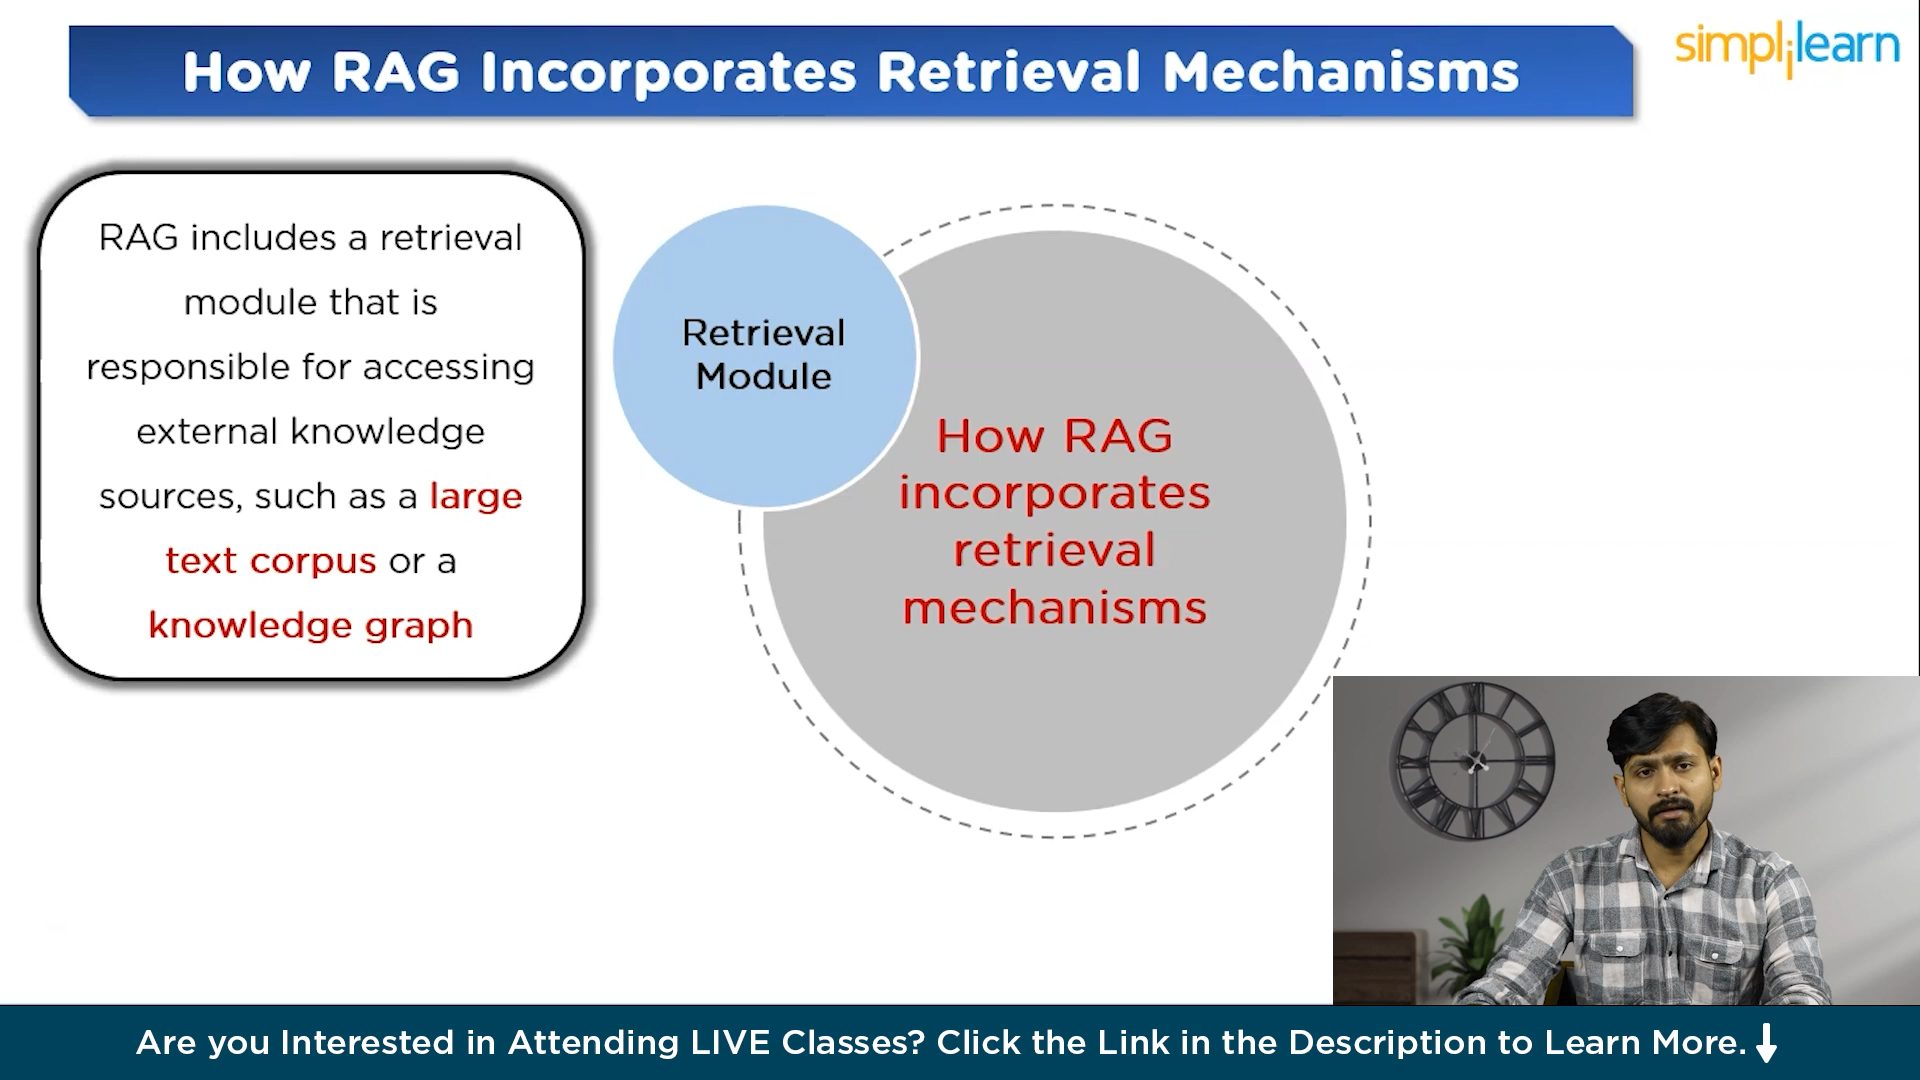 How RAG Incorporates Retrieval Mechanisms
simplilearn
RAG includes a retrieval
module that is
responsible for accessing
external knowledge
sources, such as a large
text corpus or a
knowledge graph
Retrieval
Module
How RAG
incorporates
retrieval
mechanisms
Are you Interested in Attending LIVE Classes? Click the Link in the Description to Learn More.